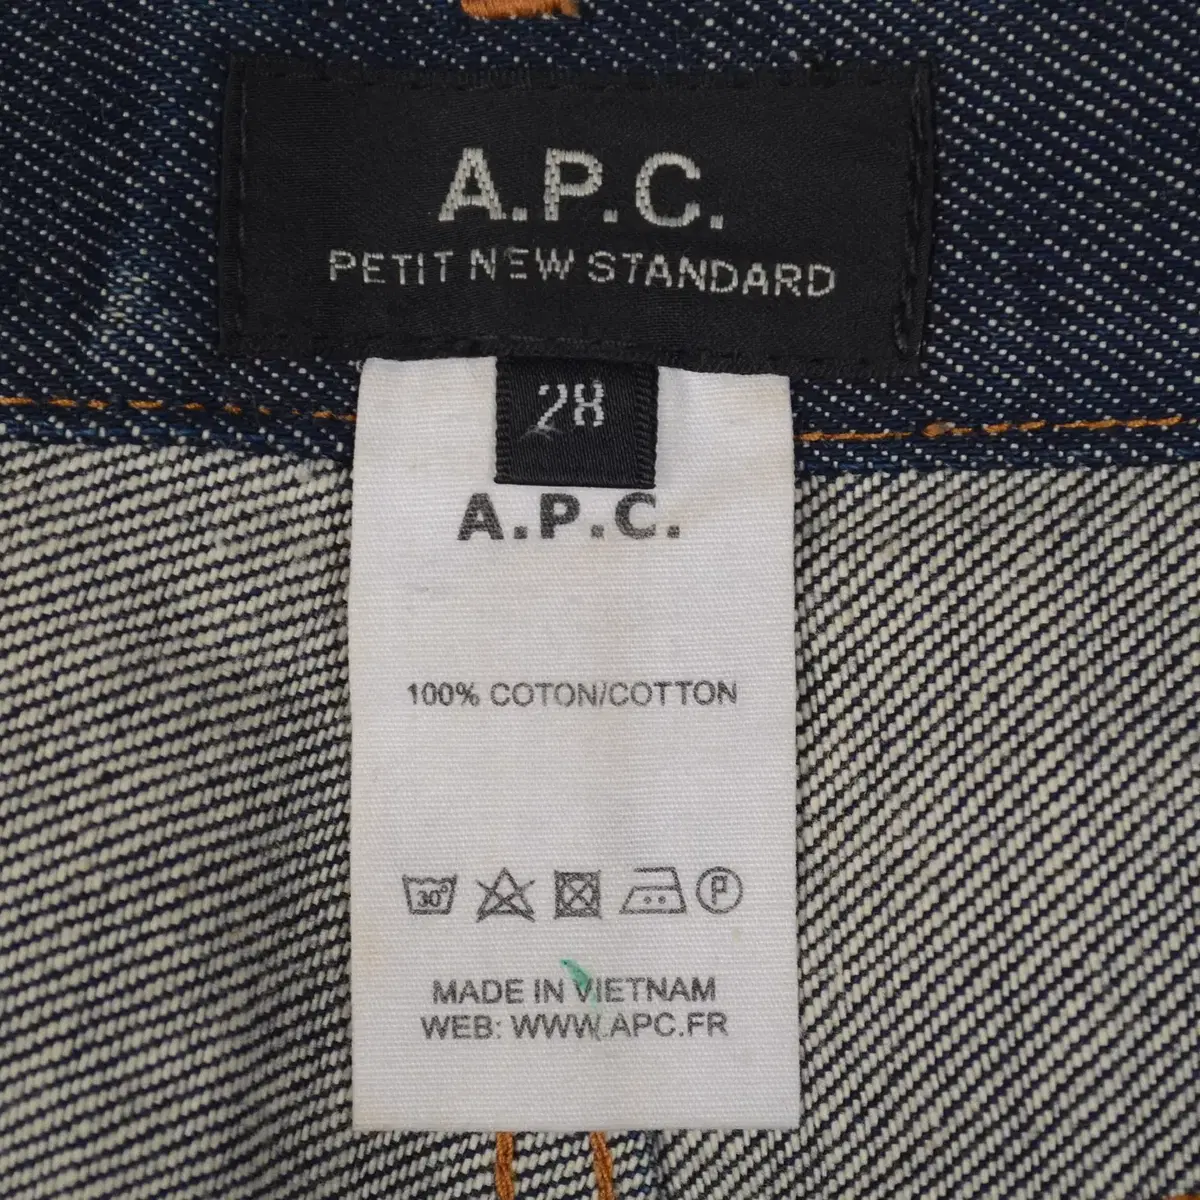 A.P.C.
PETIT NEW STANDARD
28
A.P.C.
100% COTON/COTTON
30°
P
MADE IN VIETNAM
WEB: WWW.APC.FR